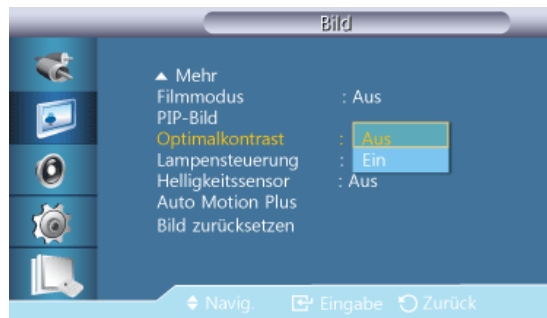 Bild
▲ Mehr
Filmmodus : Aus
PIP-Bild
Optimalkontrast : Aus
Lampensteuerung : Ein
Helligkeitssensor : Aus
Auto Motion Plus
Bild zurücksetzen
Navig. Eingabe Zurück